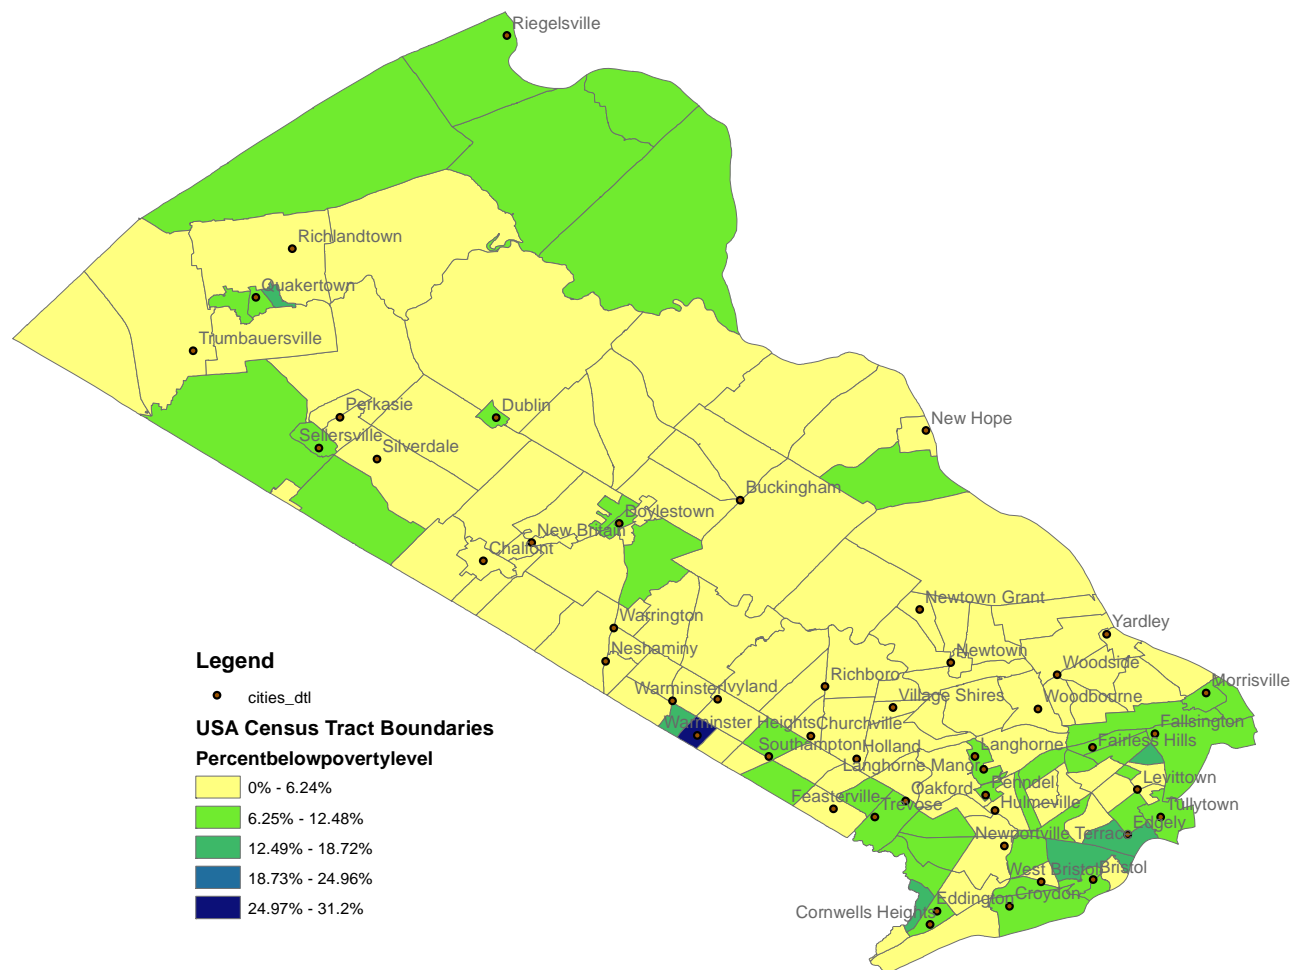 Riegelsville
Richlandtown
Quakertown
Trumbauersville
Perkasie
Dublin
New Hope
Sellersville
Silverdale
Buckingham
Doylestown
New Britain
Chalfont
Newtown Grant
Warrington
Yardley
Neshaminy
Newtown
Woodside
Richboro
Morrisville
Warminster
Ivyland
Village Shires
Woodbourne
Warminster Heights
Churchville
Fallsington
Southampton
Holland
Langhorne
Fairless Hills
Langhorne Manor
Levittown
Feasterville
Oakford
Penndel
Trevose
Hulmeville
Tullytown
Newportville Terrace
Edgely
West Bristol
Bristol
Eddington
Croydon
Cornwells Heights
Legend
cities_dtl
USA Census Tract Boundaries
Percentbelowpovertylevel
0% - 6.24%
6.25% - 12.48%
12.49% - 18.72%
18.73% - 24.96%
24.97% - 31.2%